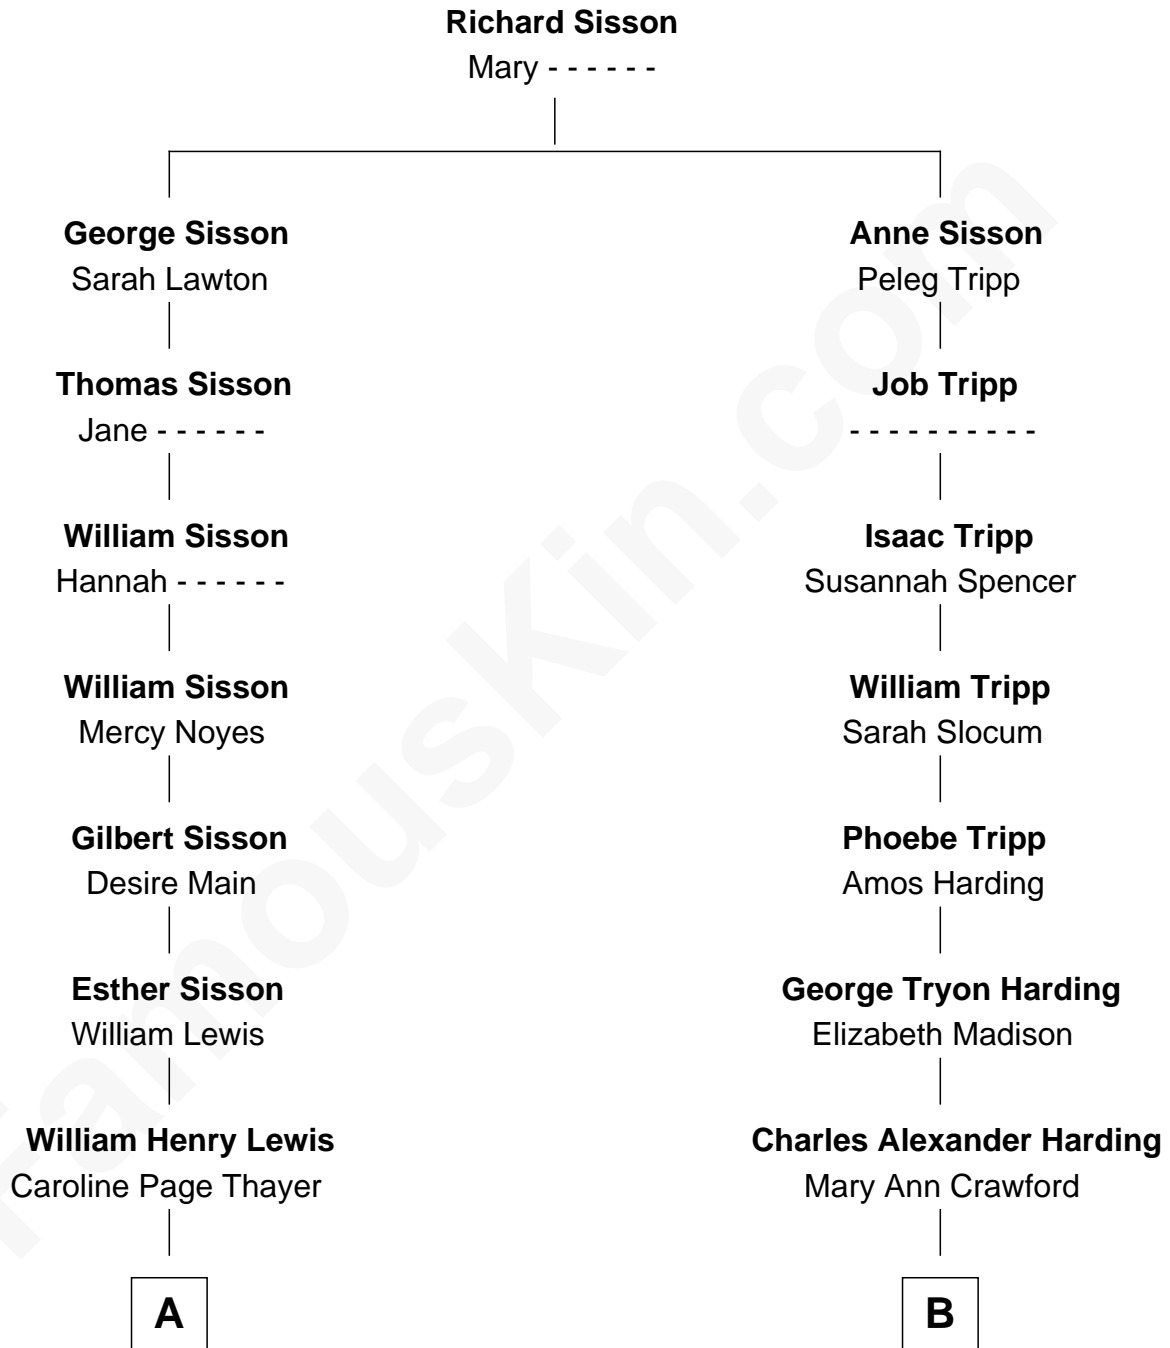 Richard Sisson
Mary - - - - - -
George Sisson
Sarah Lawton
Anne Sisson
Peleg Tripp
Thomas Sisson
Jane - - - - - -
Job Tripp
- - - - - - - - - -
William Sisson
Hannah - - - - - -
Isaac Tripp
Susannah Spencer
William Sisson
Mercy Noyes
William Tripp
Sarah Slocum
Gilbert Sisson
Desire Main
Phoebe Tripp
Amos Harding
Esther Sisson
William Lewis
George Tryon Harding
Elizabeth Madison
William Henry Lewis
Caroline Page Thayer
Charles Alexander Harding
Mary Ann Crawford
A
B
FamousKin.com